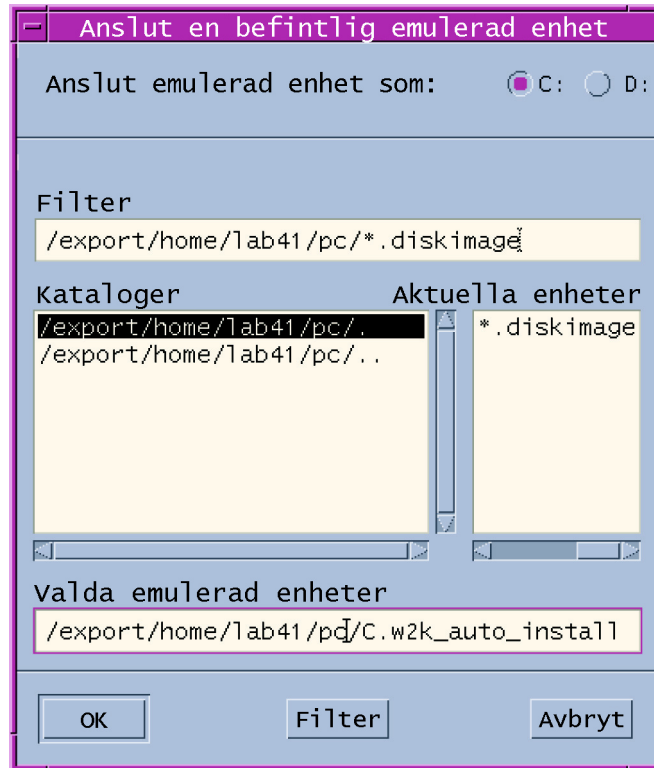 Anslut en befintlig emulerad enhet
Anslut emulerad enhet som: C: D:
Filter
/export/home/lab41/pc/*.diskimage
Kataloger Aktuella enheter
/export/home/lab41/pc/. *.diskimage
/export/home/lab41/pc/..
Valda emulerad enheter
/export/home/lab41/pc/C.w2k_auto_install
OK Filter Avbryt